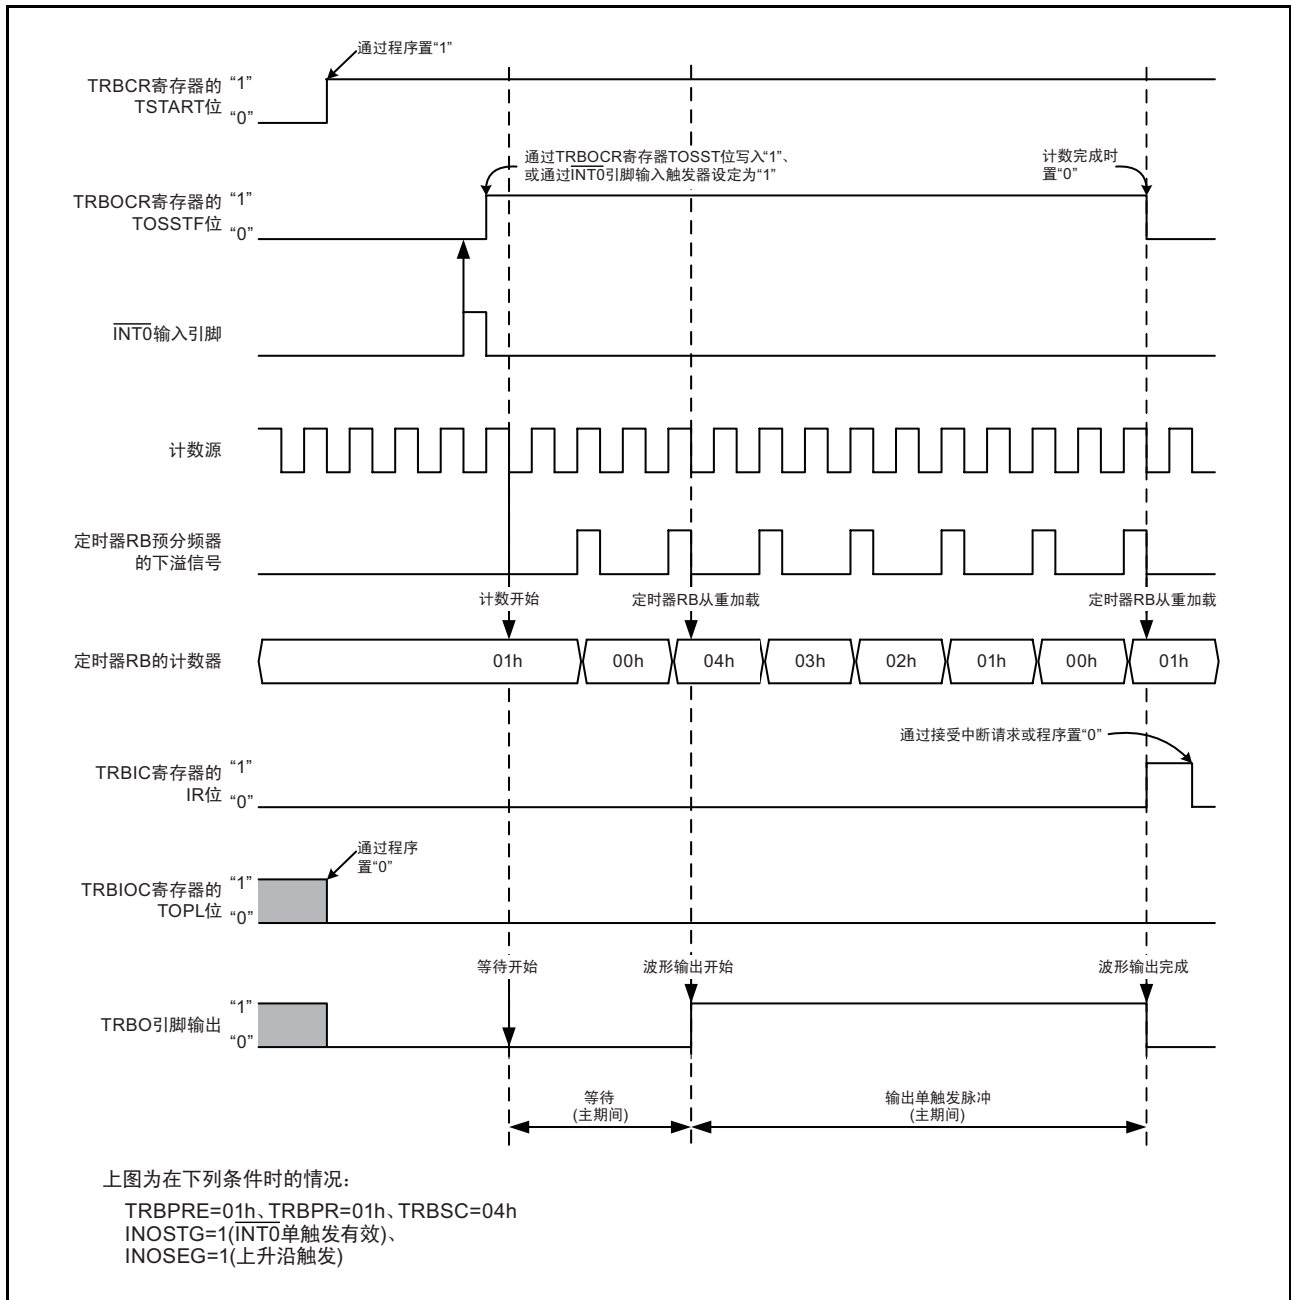 通过程序置“1”
TRBCR寄存器的 “1”
TSTART位 “0”
通过TRBOCR寄存器TOSST位写入“1”、
或通过INT0引脚输入触发器设定为“1”
计数完成时
置“0”
TRBOCR寄存器的 “1”
TOSSTF位 “0”
INT0输入引脚
计数源
定时器RB预分频器
的下溢信号
计数开始 定时器RB从重加载 定时器RB从重加载
定时器RB的计数器 01h 00h 04h 03h 02h 01h 00h 01h
通过接受中断请求或程序置“0”
TRBIC寄存器的 “1”
IR位 “0”
通过程序
置“0”
TRBIOC寄存器的 “1”
TOPL位 “0”
等待开始 波形输出开始 波形输出完成
TRBO引脚输出 “1”
“0”
等待
(主期间)
输出单触发脉冲
(主期间)
上图为在下列条件时的情况：
TRBPRE=01h、TRBPR=01h、TRBSC=04h
INOSTG=1(INT0单触发有效)、
INOSEG=1(上升沿触发)